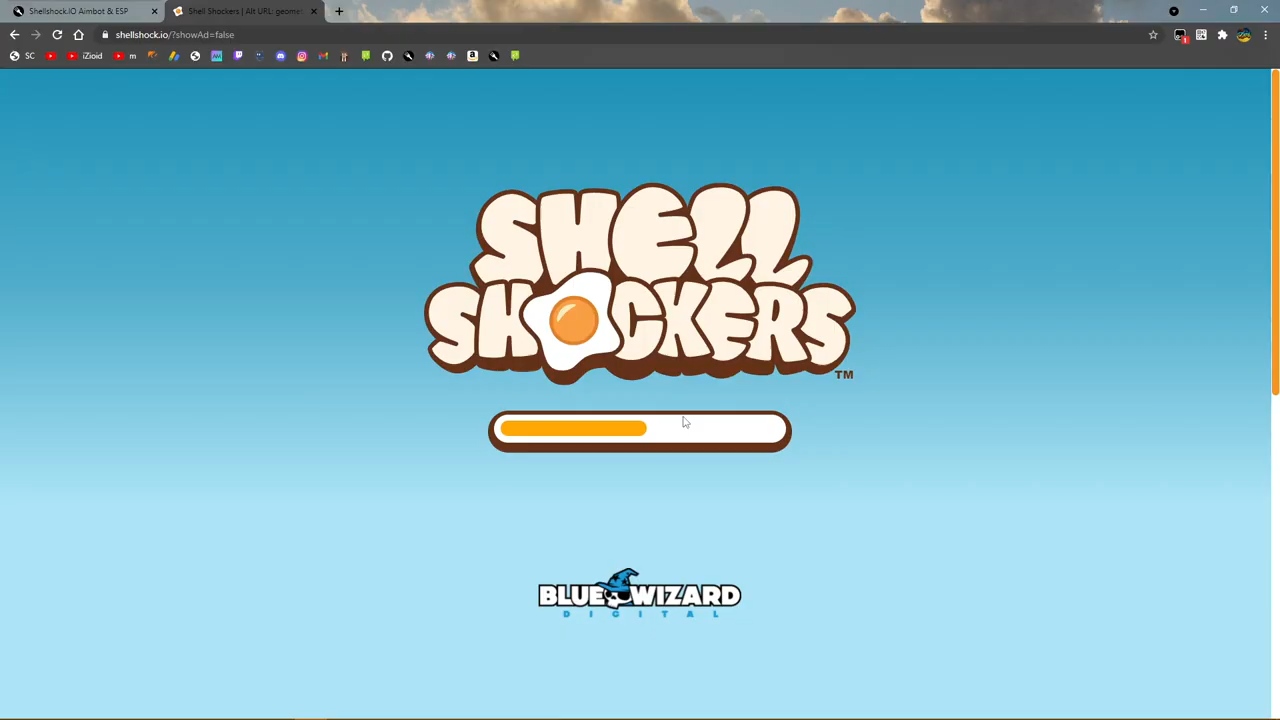 Shellshock.IO Aimbot & ESP
Shell Shockers | Alt URL: geome
shellshock.io/?showAd=false
SC
iZioid
m
SHELL
SHOCKERS
TM
BLUE WIZARD
DIGITAL